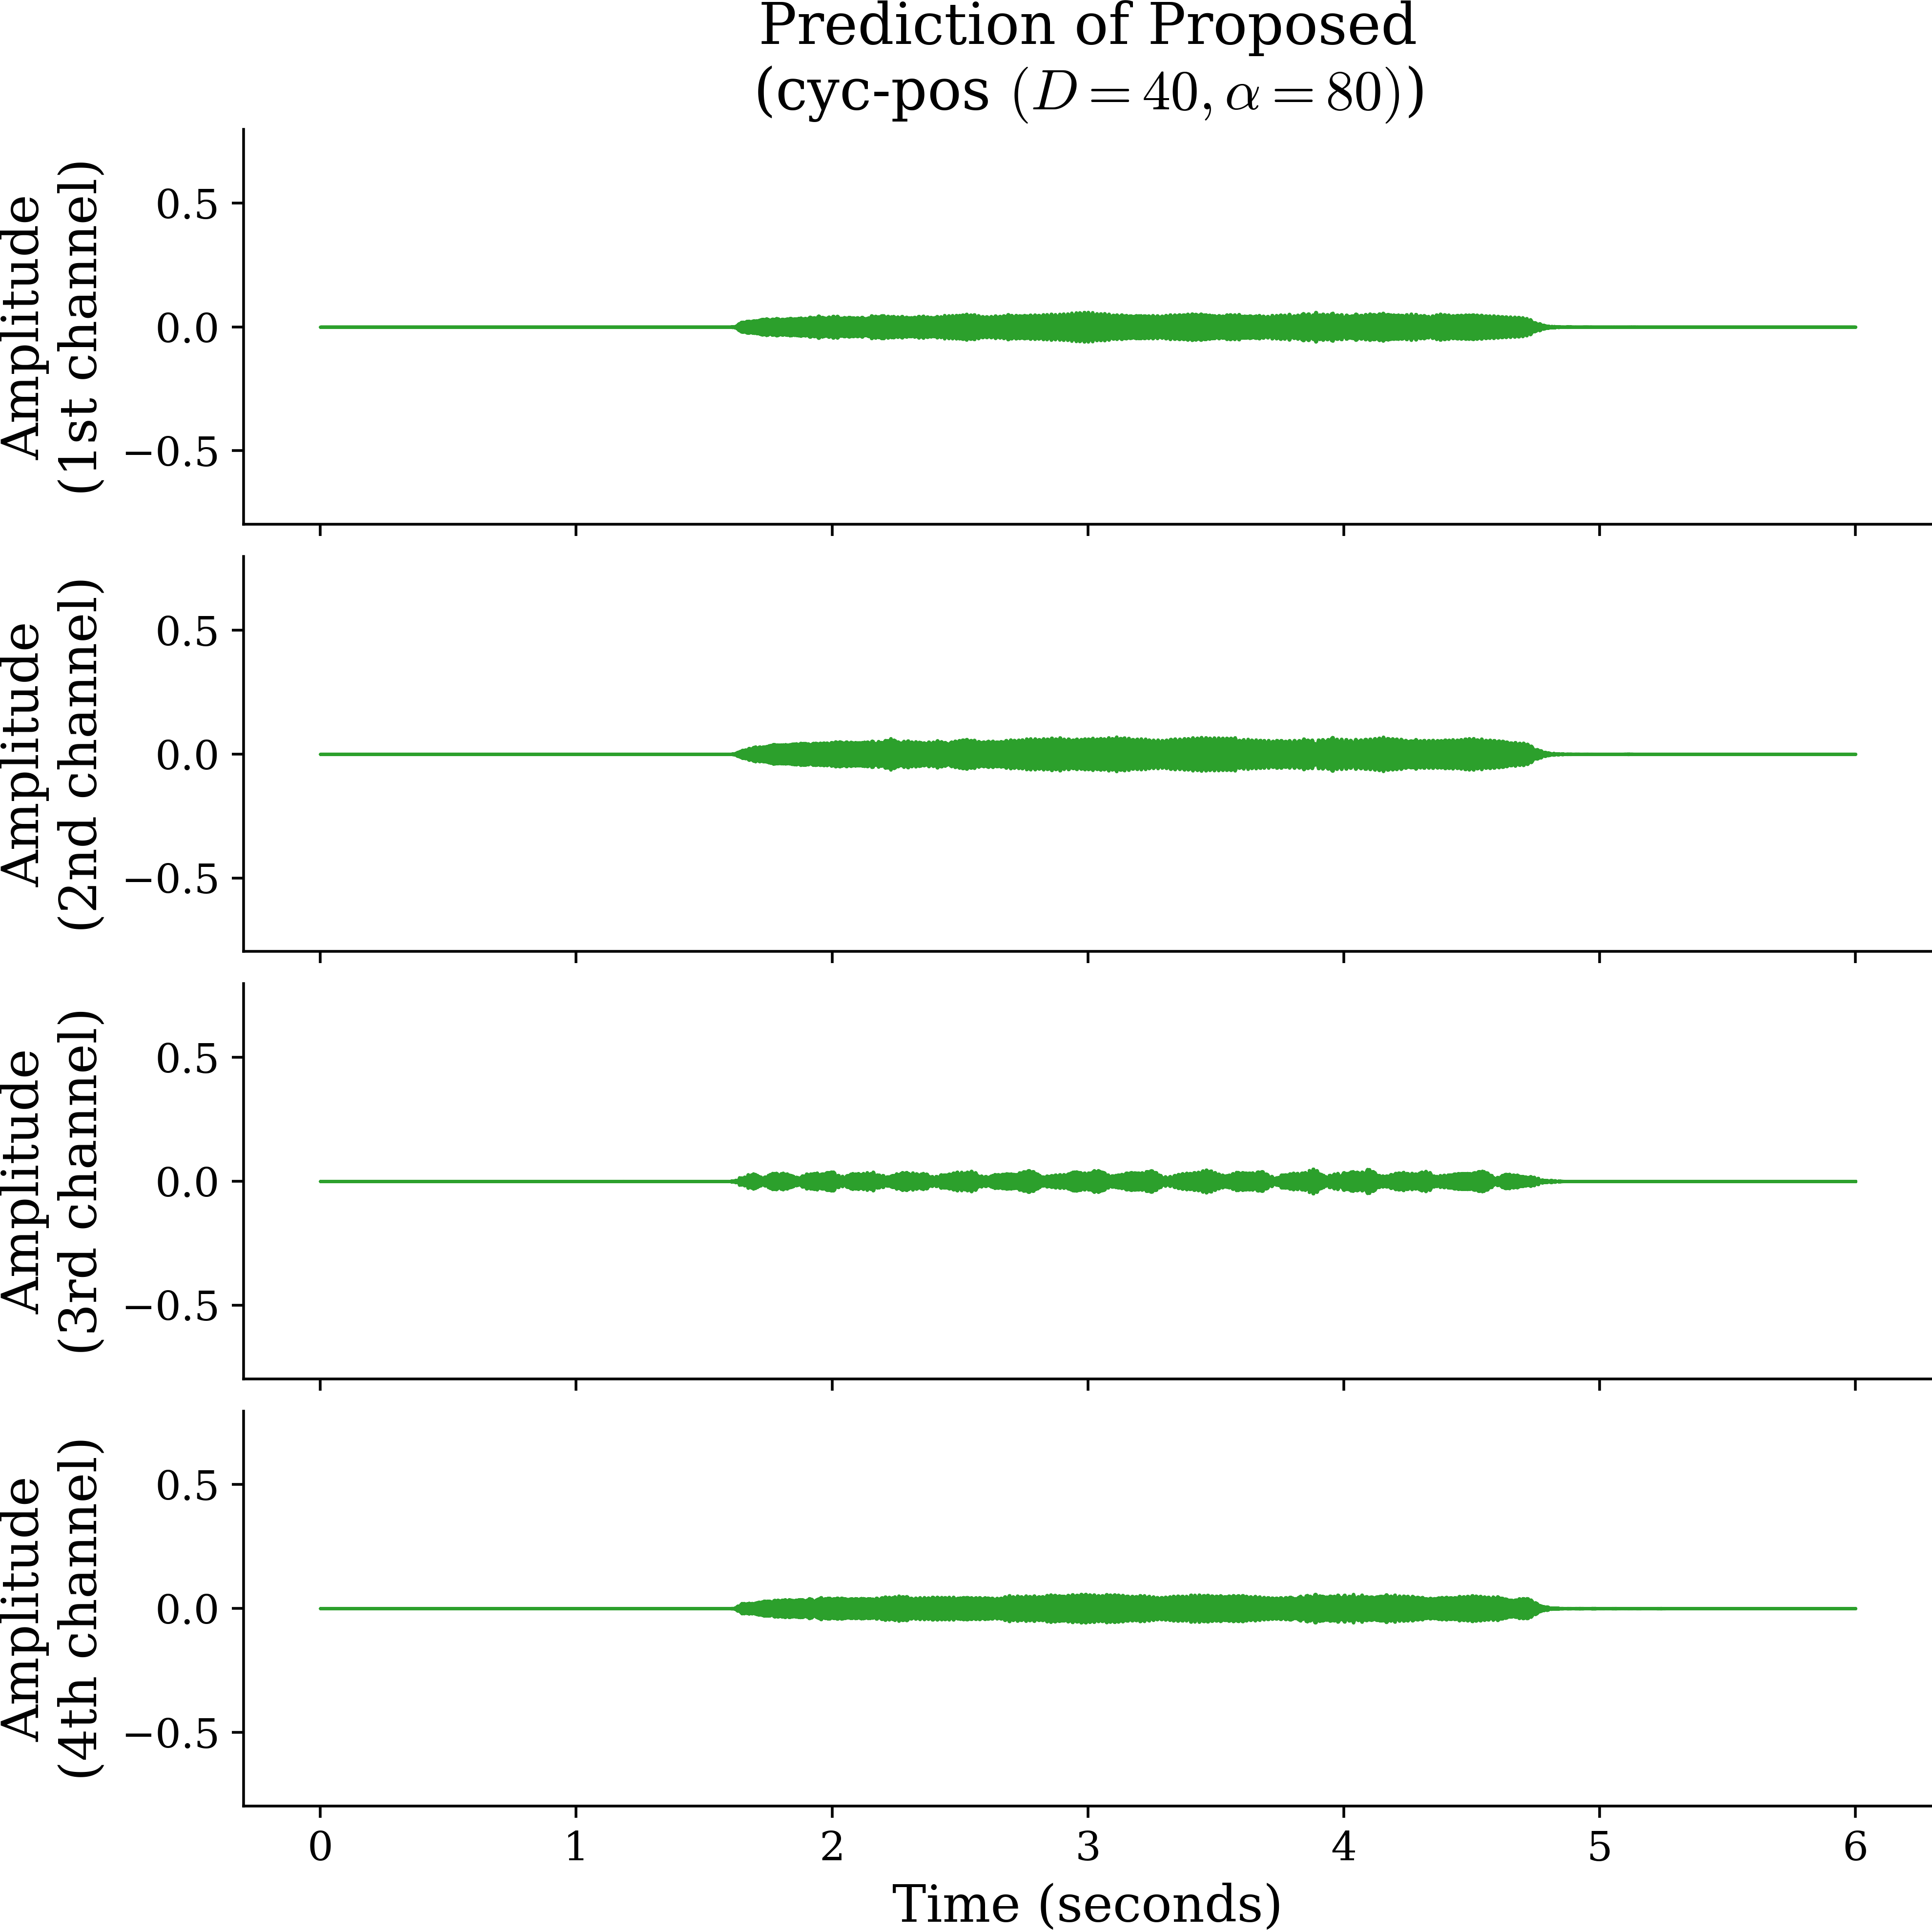 Prediction of Proposed
(cyc-pos (D = 40, α = 80))
Amplitude
(1st channel)
0.5
0.0
−0.5
Amplitude
(2nd channel)
0.5
0.0
−0.5
Amplitude
(3rd channel)
0.5
0.0
−0.5
Amplitude
(4th channel)
0.5
0.0
−0.5
0 1 2 3 4 5 6
Time (seconds)